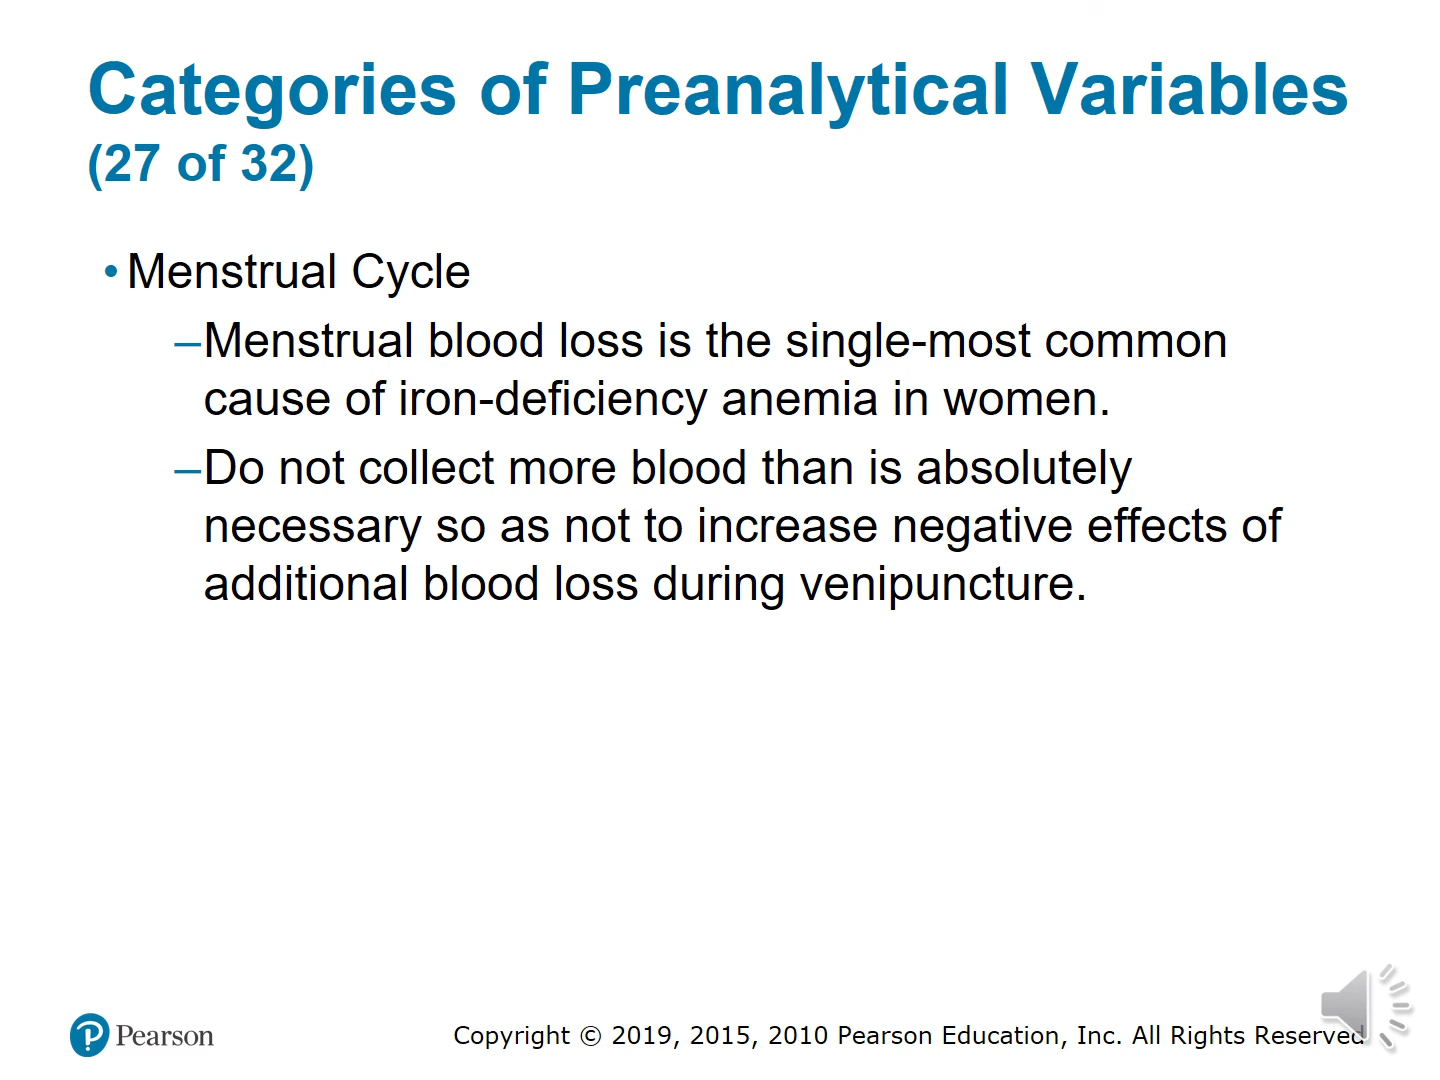 Categories of Preanalytical Variables
(27 of 32)
• Menstrual Cycle
–Menstrual blood loss is the single-most common
cause of iron-deficiency anemia in women.
–Do not collect more blood than is absolutely
necessary so as not to increase negative effects of
additional blood loss during venipuncture.
Pearson
Copyright © 2019, 2015, 2010 Pearson Education, Inc. All Rights Reserved